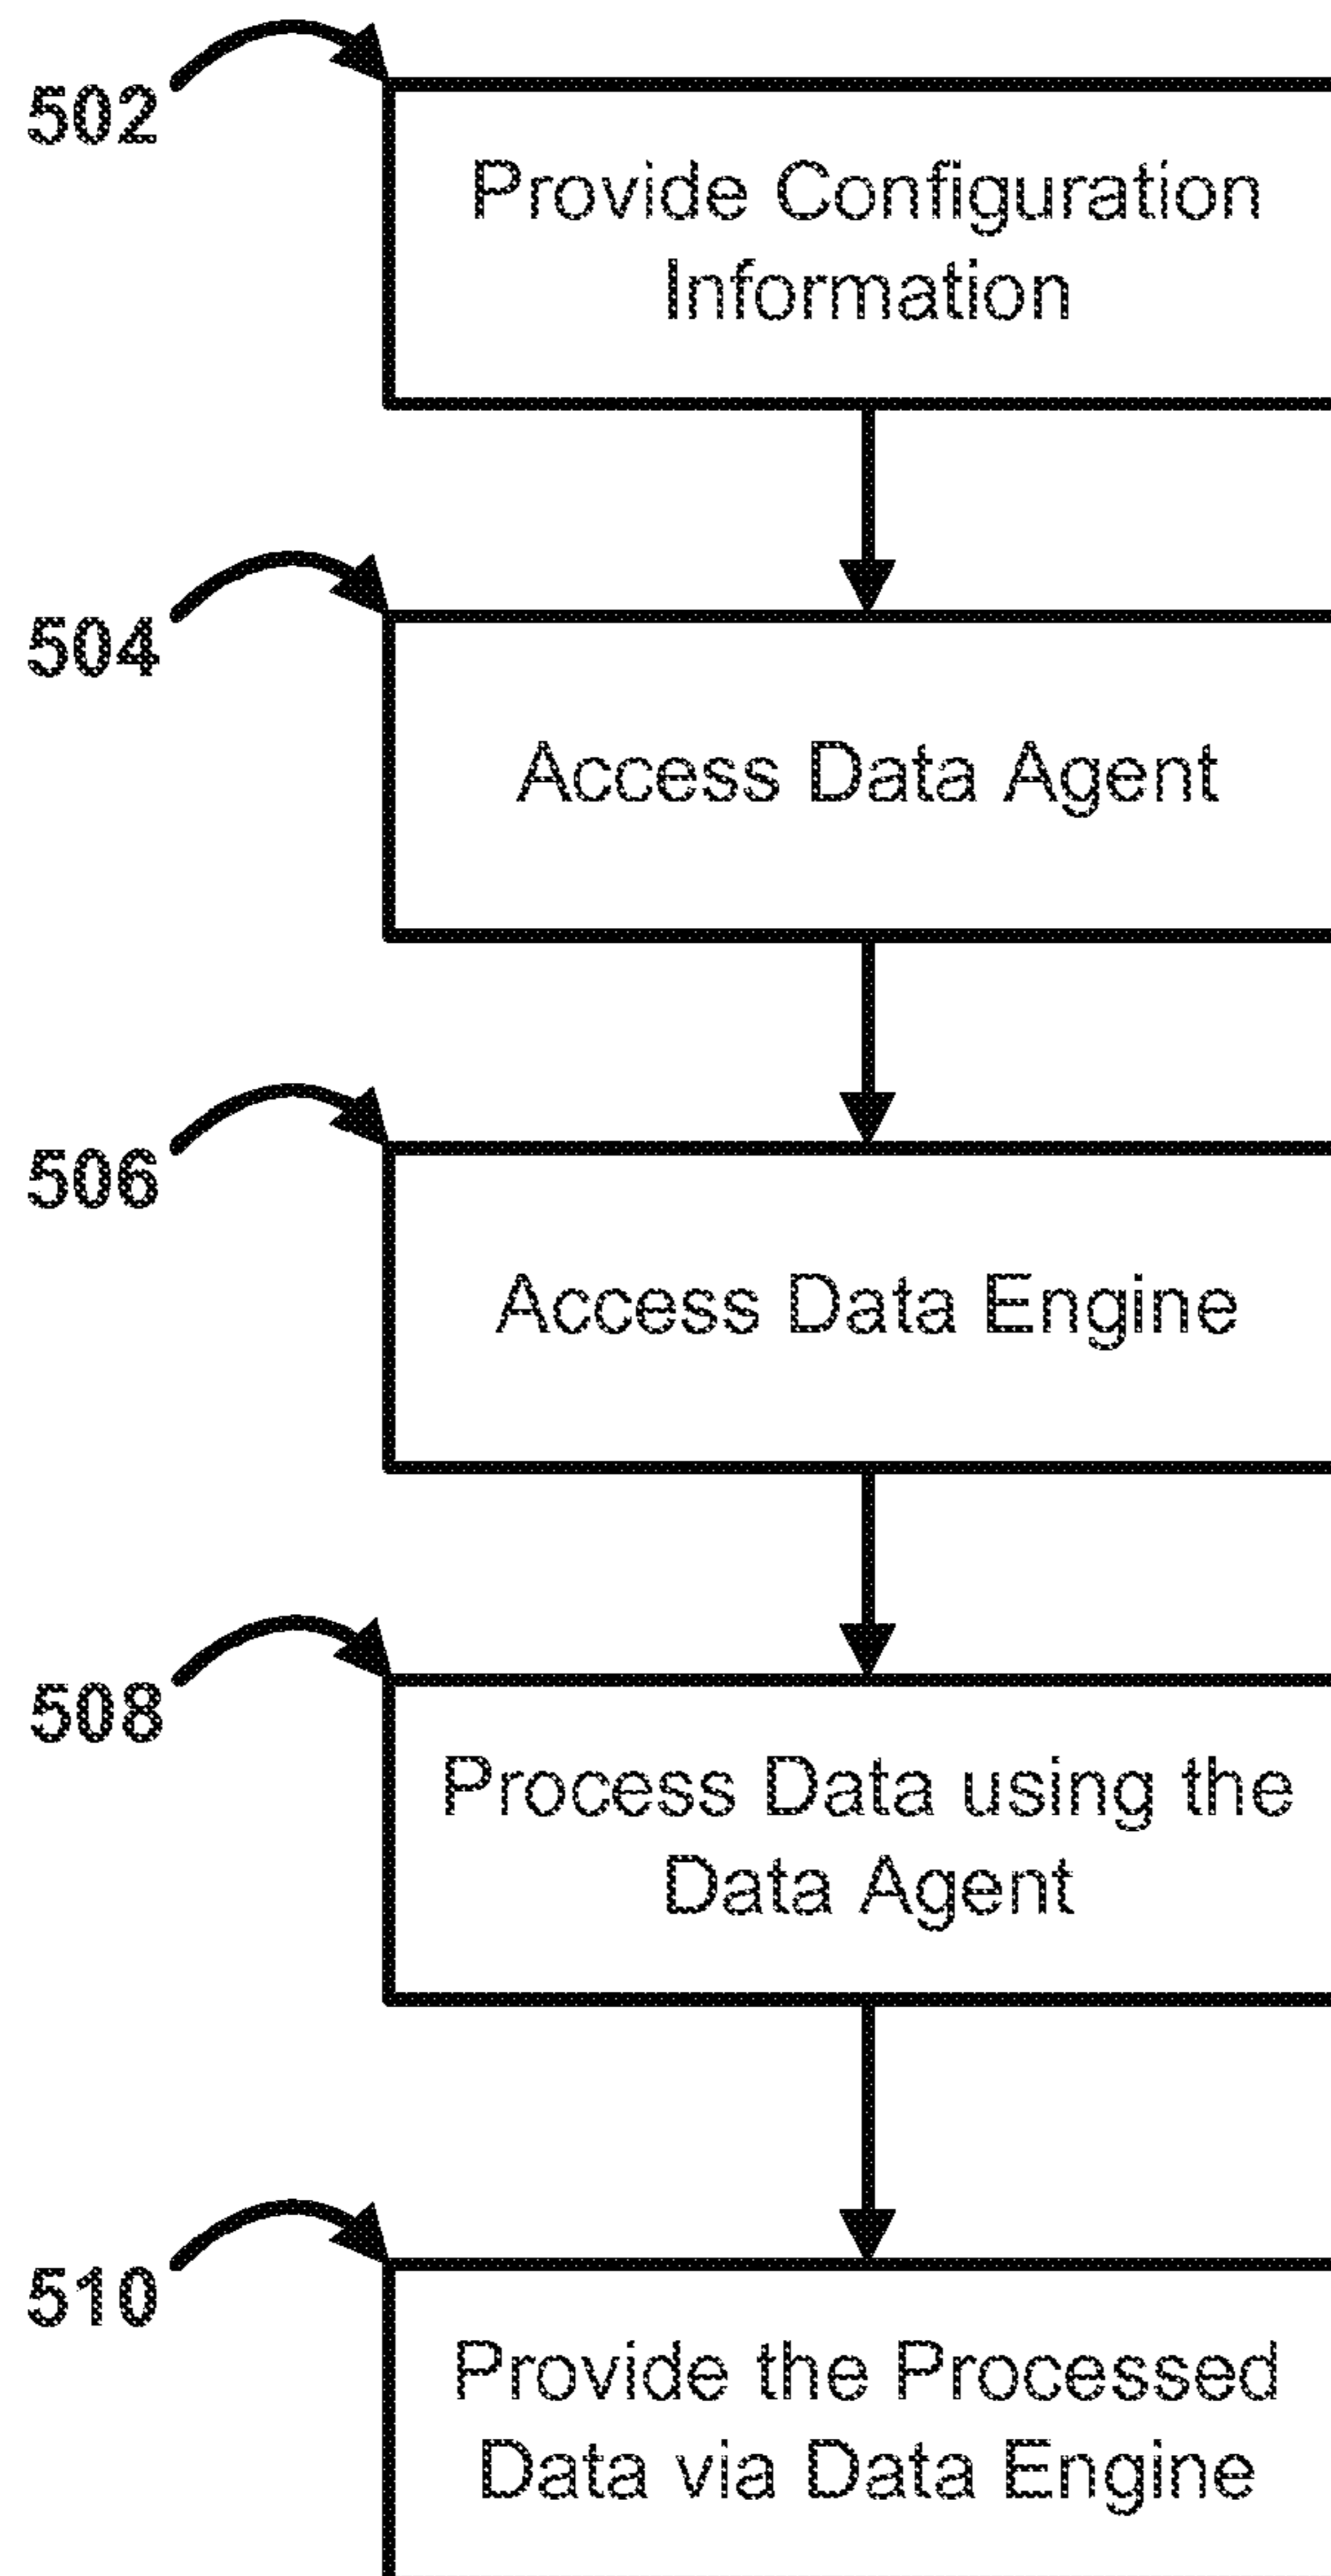 502
Provide Configuration
Information
504
Access Data Agent
506
Access Data Engine
508
Process Data using the
Data Agent
510
Provide the Processed
Data via Data Engine